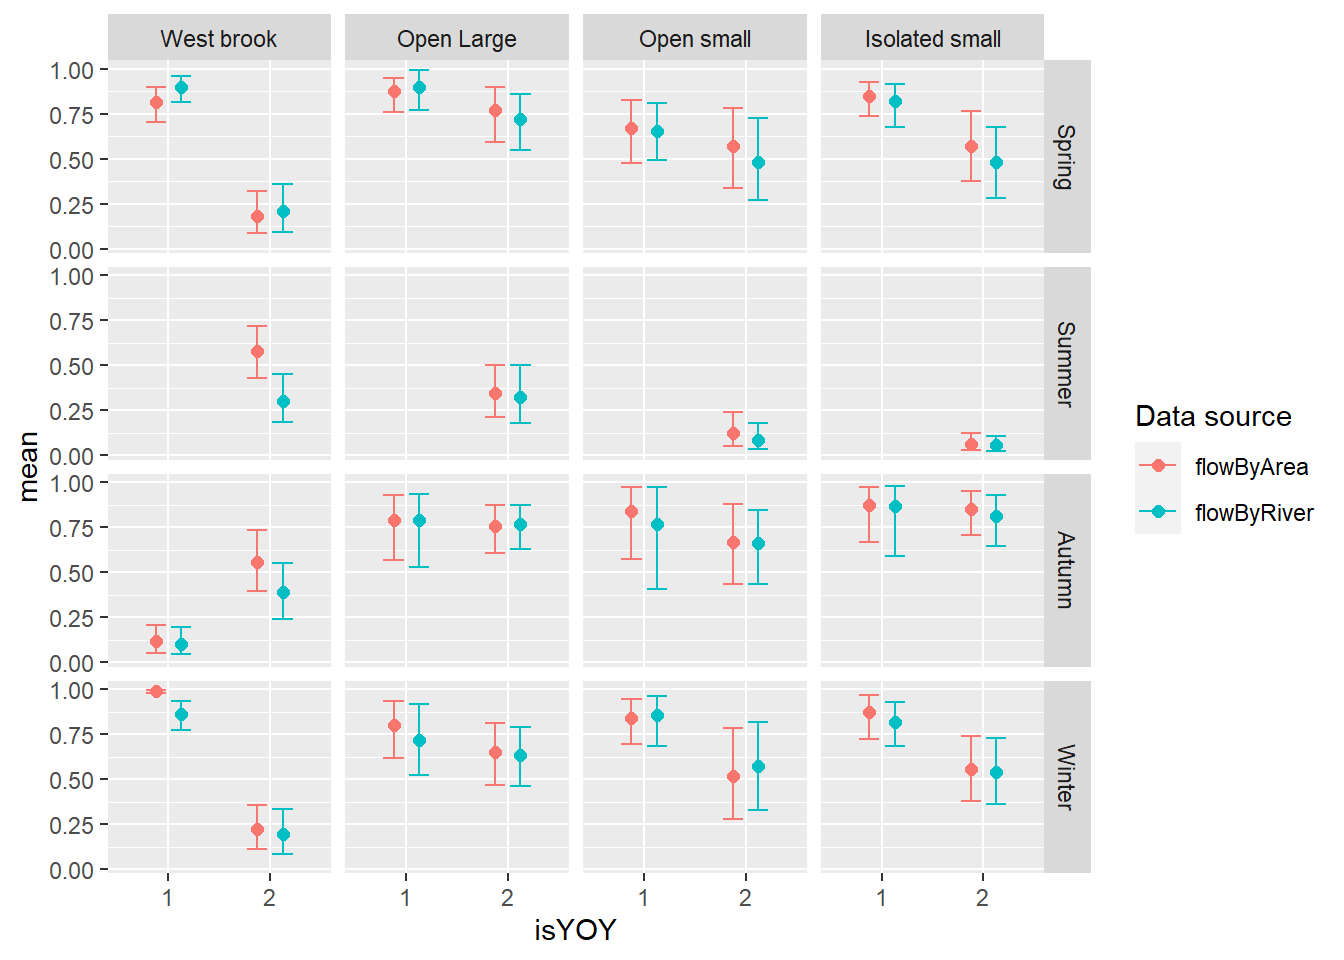 West brook
Open Large
Open small
Isolated small
1.00
0.75
0.50
0.25
0.00
Spring
1.00
0.75
0.50
0.25
0.00
Summer
1.00
0.75
0.50
0.25
0.00
Autumn
1.00
0.75
0.50
0.25
0.00
Winter
mean
1 2 1 2 1 2 1 2
isYOY
Data source
flowByArea
flowByRiver